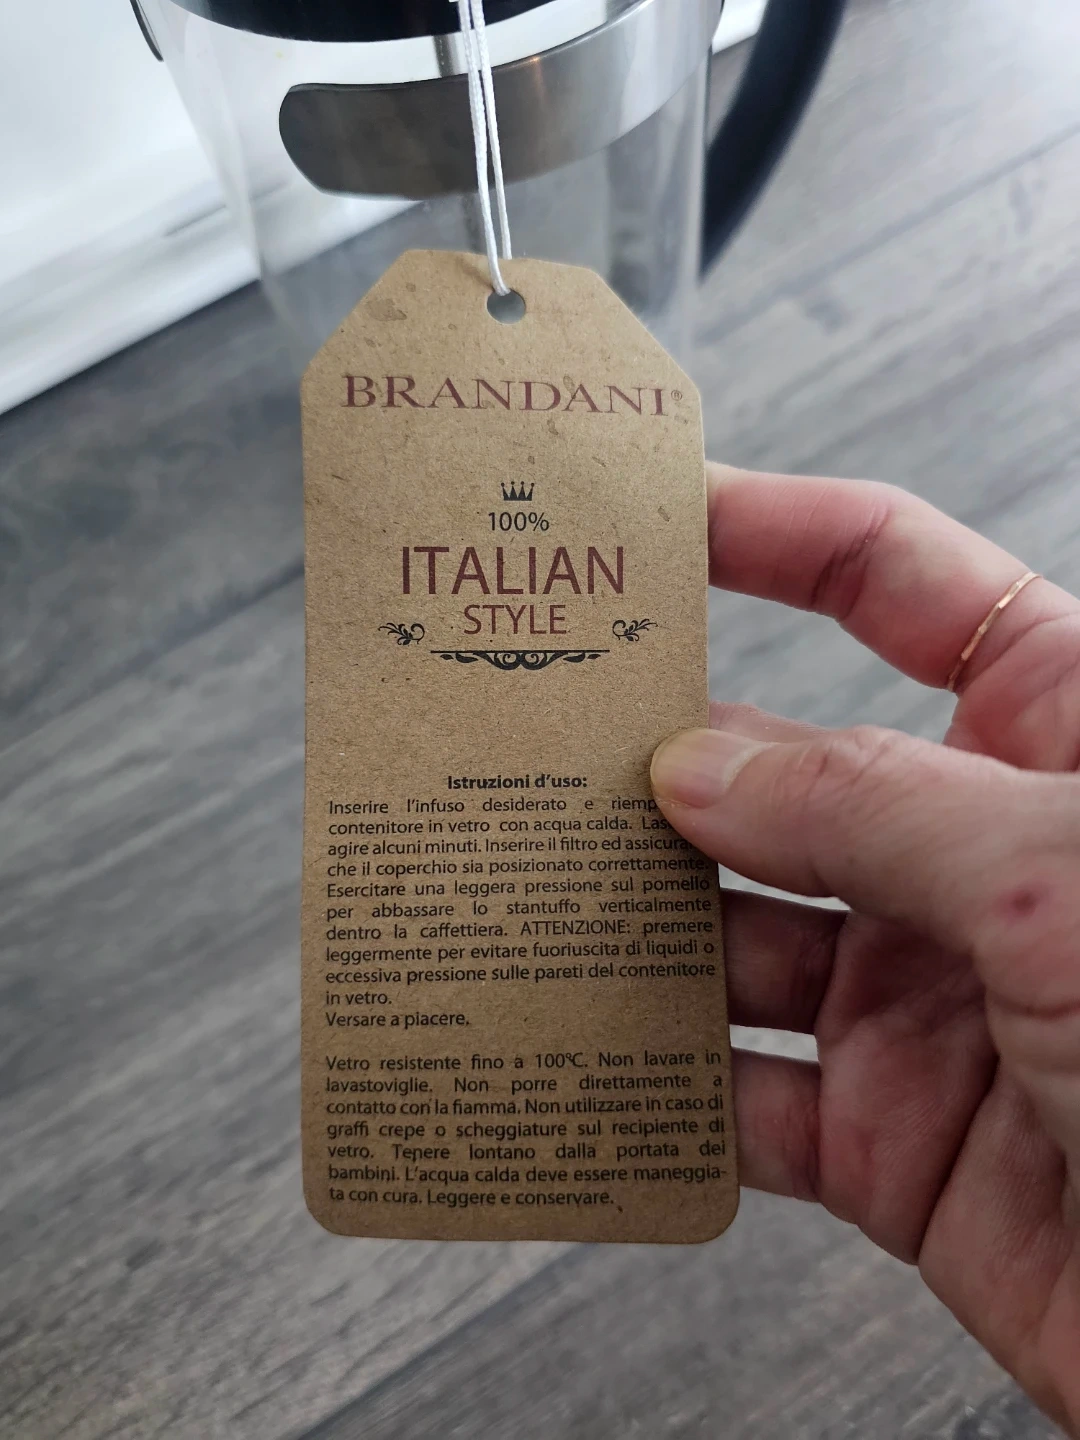 BRANDANI®
100%
ITALIAN
STYLE
Istruzioni d'uso:
Inserire l'infuso desiderato e
contenitore in vetro con acqua calda.
agire alcuni minuti. Inserire il filtro ed
che il coperchio sia posizionato correttamente.
Esercitare una leggera pressione sul pomello
per abbassare lo stantuffo verticalmente
dentro la caffettiera. ATTENZIONE: premere
leggermente per evitare fuoriuscita di liquidi o
eccessiva pressione sulle pareti del contenitore
in vetro.
Versare a piacere.
Vetro resistente fino a 100°C. Non lavare in
lavastoviglie. Non porre direttamente a
contatto con la fiamma. Non utilizzare in caso di
graffi crepe o scheggiature sul recipiente di
vetro. Tenere lontano dalla portata dei
bambini. L'acqua calda deve essere maneggia-
ta con cura. Leggere e conservare.